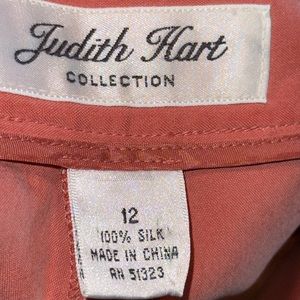 Judith Hart
COLLECTION
12
100% SILK
MADE IN CHINA
RN 51323